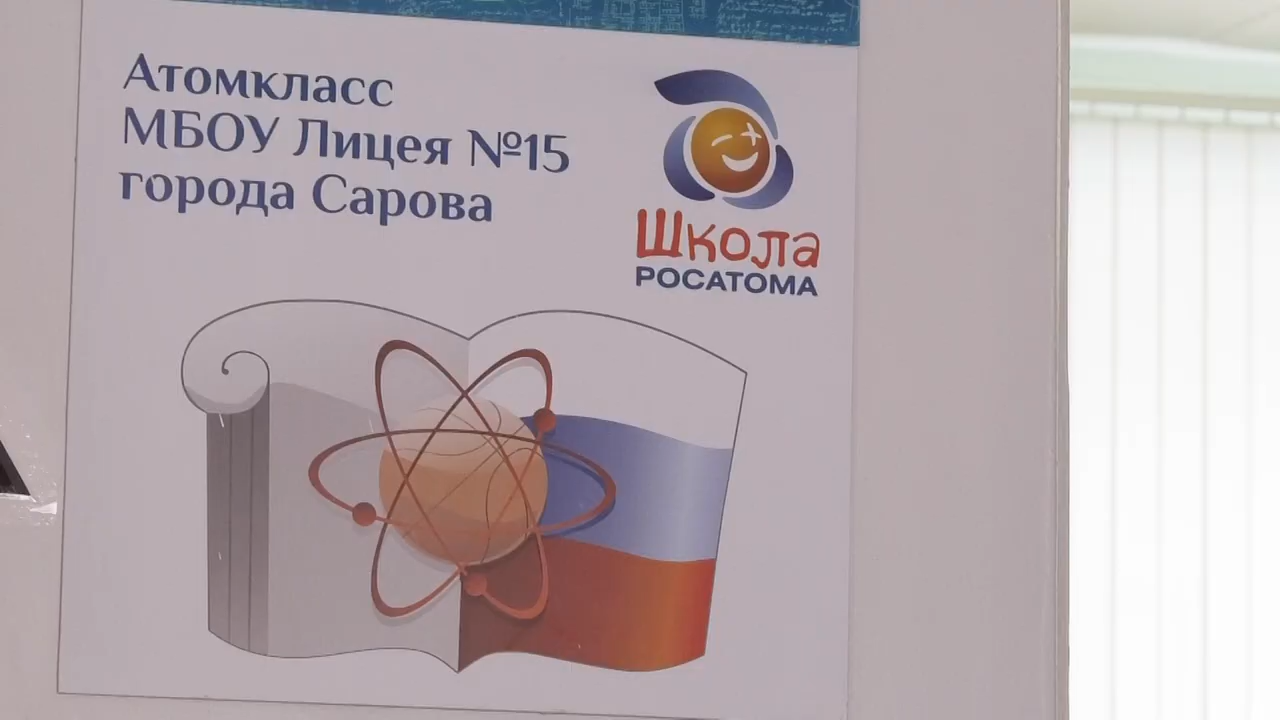 Атомкласс
МБОУ Лицея №15
города Сарова
Школа
РОСАТОМА